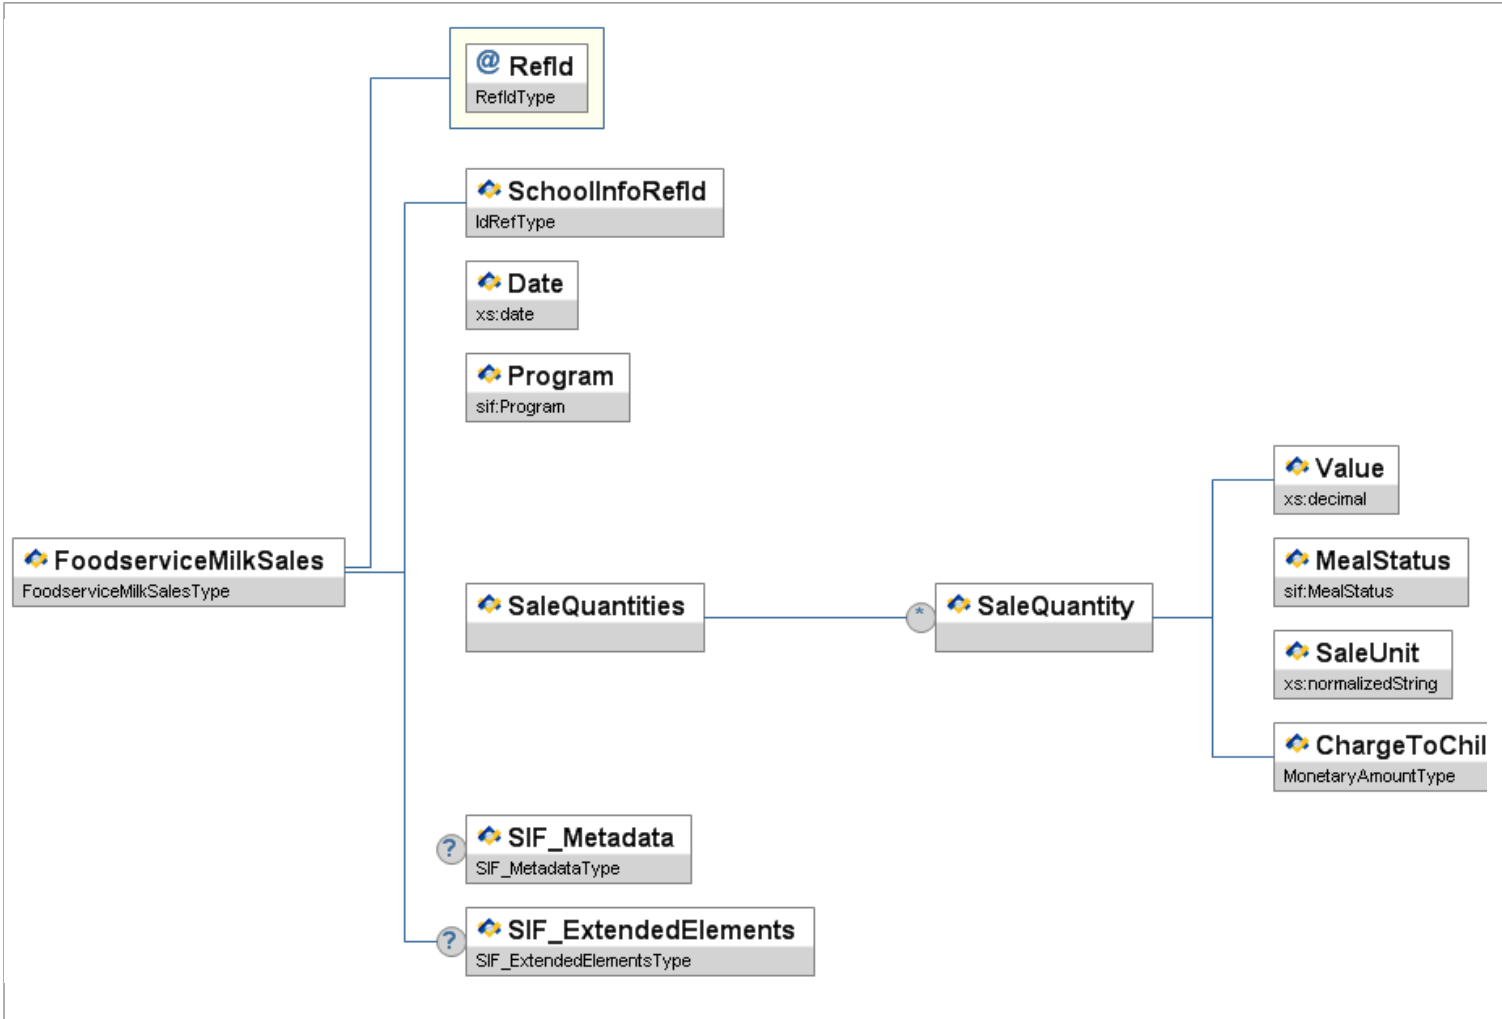 @ RefId
RefIdType
SchoolInfoRefId
IdRefType
Date
xs:date
Program
sif:Program
Value
xs:decimal
FoodserviceMilkSales
FoodserviceMilkSalesType
MealStatus
sif:MealStatus
SaleQuantities
* SaleQuantity
SaleUnit
xs:normalizedString
ChargeToChil
MonetaryAmountType
? SIF_Metadata
SIF_MetadataType
? SIF_ExtendedElements
SIF_ExtendedElementsType